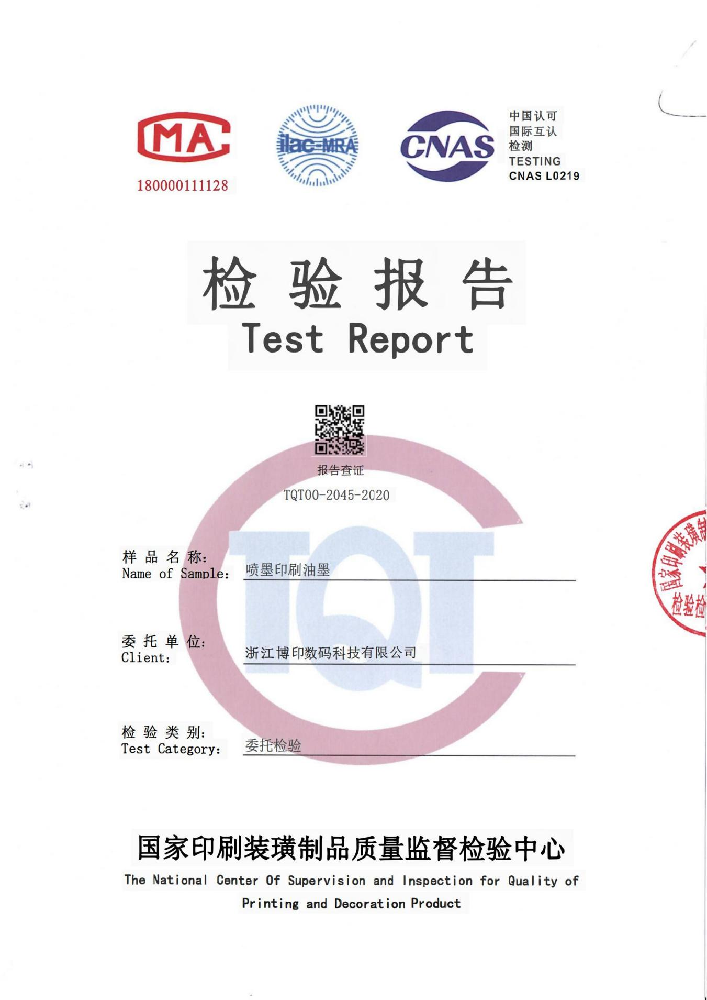 CMA
ilac-MRA
CNAS
中国认可
国际互认
检测
TESTING
CNAS L0219
180000111128
检验报告
Test Report
报告查证
TQT00-2045-2020
TQT
样品名称:
Name of Sample: 喷墨印刷油墨
委托单位:
Client: 浙江博印数码科技有限公司
检验类别:
Test Category: 委托检验
国家印刷装璜制
检验检
国家印刷装璜制品质量监督检验中心
The National Center Of Supervision and Inspection for Quality of
Printing and Decoration Product